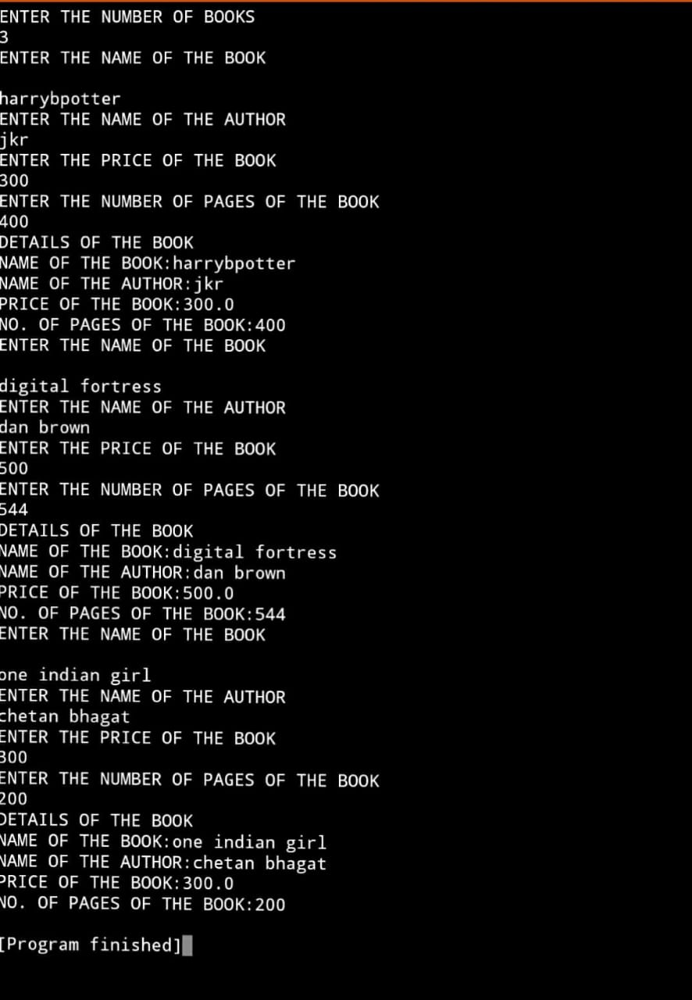 ENTER THE NUMBER OF BOOKS
3
ENTER THE NAME OF THE BOOK
harrybpotter
ENTER THE NAME OF THE AUTHOR
jkr
ENTER THE PRICE OF THE BOOK
300
ENTER THE NUMBER OF PAGES OF THE BOOK
400
DETAILS OF THE BOOK
NAME OF THE BOOK:harrybpotter
NAME OF THE AUTHOR:jkr
PRICE OF THE BOOK:300.0
NO. OF PAGES OF THE BOOK:400
ENTER THE NAME OF THE BOOK
digital fortress
ENTER THE NAME OF THE AUTHOR
dan brown
ENTER THE PRICE OF THE BOOK
500
ENTER THE NUMBER OF PAGES OF THE BOOK
544
DETAILS OF THE BOOK
NAME OF THE BOOK:digital fortress
NAME OF THE AUTHOR:dan brown
PRICE OF THE BOOK:500.0
NO. OF PAGES OF THE BOOK:544
ENTER THE NAME OF THE BOOK
one indian girl
ENTER THE NAME OF THE AUTHOR
chetan bhagat
ENTER THE PRICE OF THE BOOK
300
ENTER THE NUMBER OF PAGES OF THE BOOK
200
DETAILS OF THE BOOK
NAME OF THE BOOK:one indian girl
NAME OF THE AUTHOR:chetan bhagat
PRICE OF THE BOOK:300.0
NO. OF PAGES OF THE BOOK:200
[Program finished]